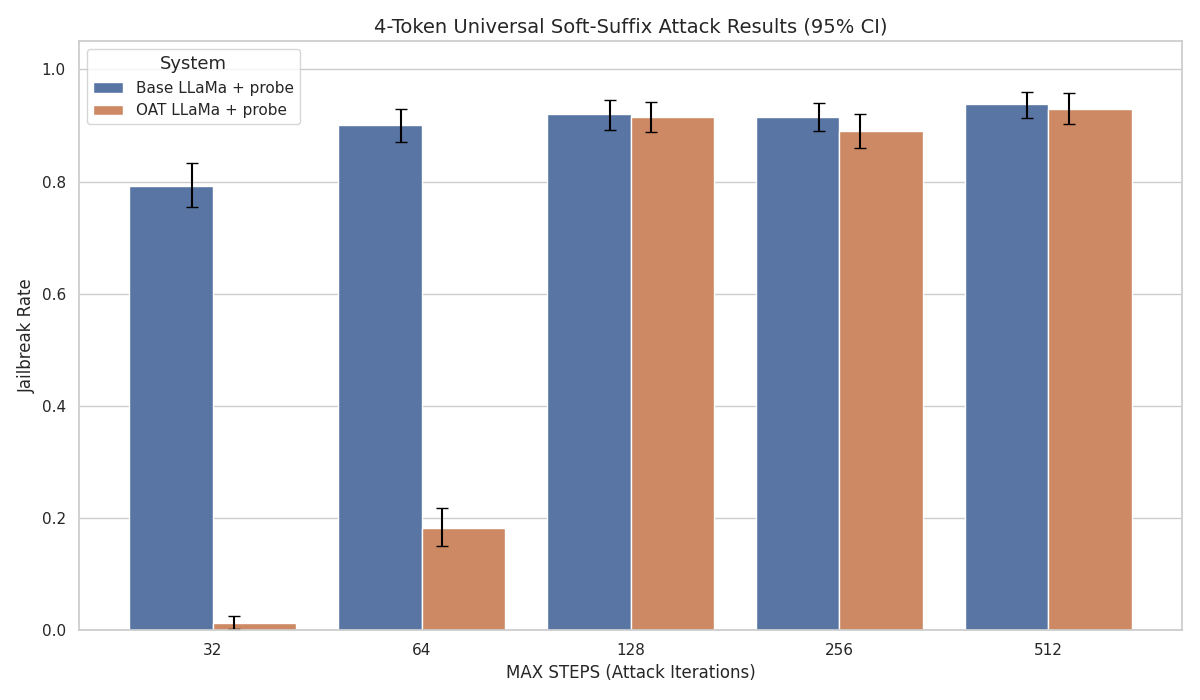 4-Token Universal Soft-Suffix Attack Results (95% CI)
System
Base LLaMa + probe
OAT LLaMa + probe
Jailbreak Rate
1.0
0.8
0.6
0.4
0.2
0.0
32 64 128 256 512
MAX STEPS (Attack Iterations)